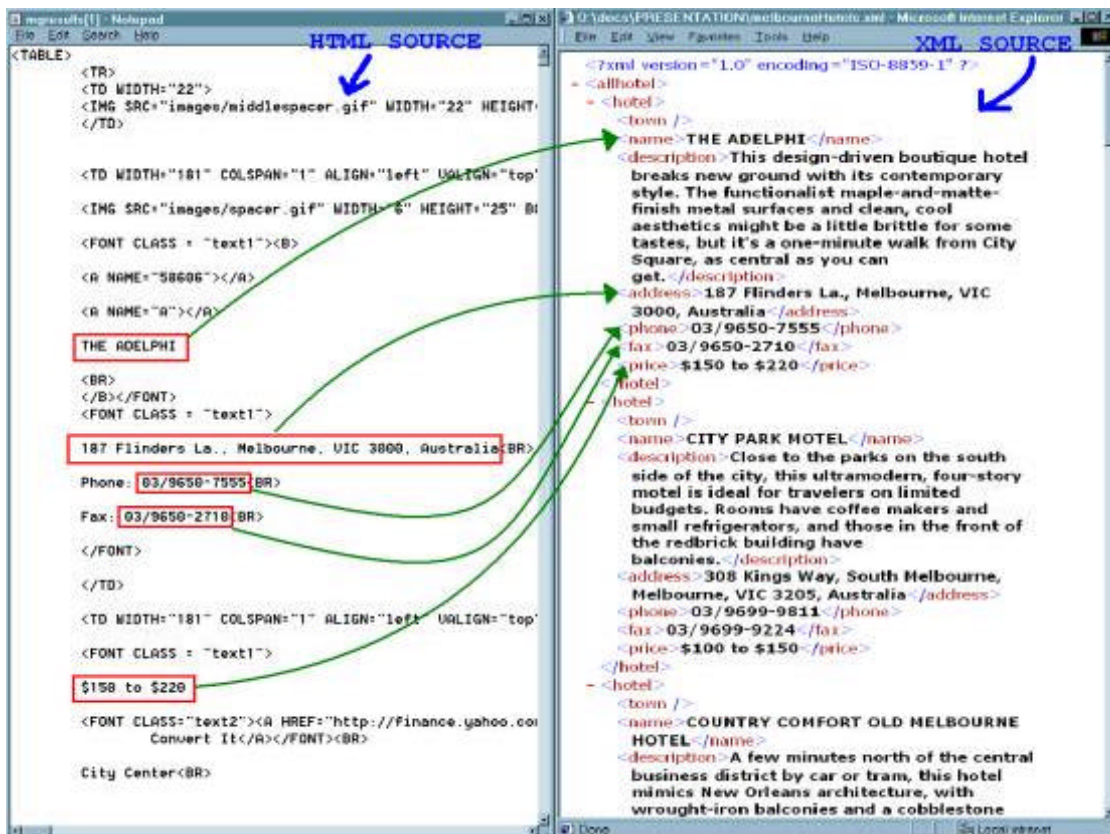 mqresults[1] - Notepad
File Edit Search Help
HTML SOURCE
<TABLE>
<TR>
<TD WIDTH="22">
<IMG SRC="images/middlespacer.gif" WIDTH="22" HEIGHT=
</TD>
<TD WIDTH="181" COLSPAN="1" ALIGN="left" VALIGN="top"
<IMG SRC="images/spacer.gif" WIDTH="6" HEIGHT="25" BO
<FONT CLASS = "text1"><B>
<A NAME="58606"></A>
<A NAME="A"></A>
THE ADELPHI
<BR>
</B></FONT>
<FONT CLASS = "text1">
187 Flinders La., Melbourne, VIC 3000, Australia<BR>
Phone: 03/9650-7555<BR>
Fax: 03/9650-2710<BR>
</FONT>
</TD>
<TD WIDTH="181" COLSPAN="1" ALIGN="left" VALIGN="top"
<FONT CLASS = "text1">
$150 to $220
<FONT CLASS="text2"><A HREF="http://finance.yahoo.co
Convert It</A></FONT><BR>
City Center<BR>
Microsoft Internet Explorer
File Edit View Favorites Tools Help
XML SOURCE
<?xml version="1.0" encoding="ISO-8859-1" ?>
- <allhotel>
- <hotel>
<town />
<name>THE ADELPHI</name>
<description>This design-driven boutique hotel
breaks new ground with its contemporary
style. The functionalist maple-and-matte-
finish metal surfaces and clean, cool
aesthetics might be a little brittle for some
tastes, but it's a one-minute walk from City
Square, as central as you can
get.</description>
<address>187 Flinders La., Melbourne, VIC
3000, Australia</address>
<phone>03/9650-7555</phone>
<fax>03/9650-2710</fax>
<price>$150 to $220</price>
</hotel>
- <hotel>
<town />
<name>CITY PARK MOTEL</name>
<description>Close to the parks on the south
side of the city, this ultramodern, four-story
motel is ideal for travelers on limited
budgets. Rooms have coffee makers and
small refrigerators, and those in the front of
the redbrick building have
balconies.</description>
<address>308 Kings Way, South Melbourne,
Melbourne, VIC 3205, Australia</address>
<phone>03/9699-9811</phone>
<fax>03/9699-9224</fax>
<price>$100 to $150</price>
</hotel>
- <hotel>
<town />
<name>COUNTRY COMFORT OLD MELBOURNE
HOTEL</name>
<description>A few minutes north of the central
business district by car or tram, this hotel
mimics New Orleans architecture, with
wrought-iron balconies and a cobblestone
Done
Local intranet